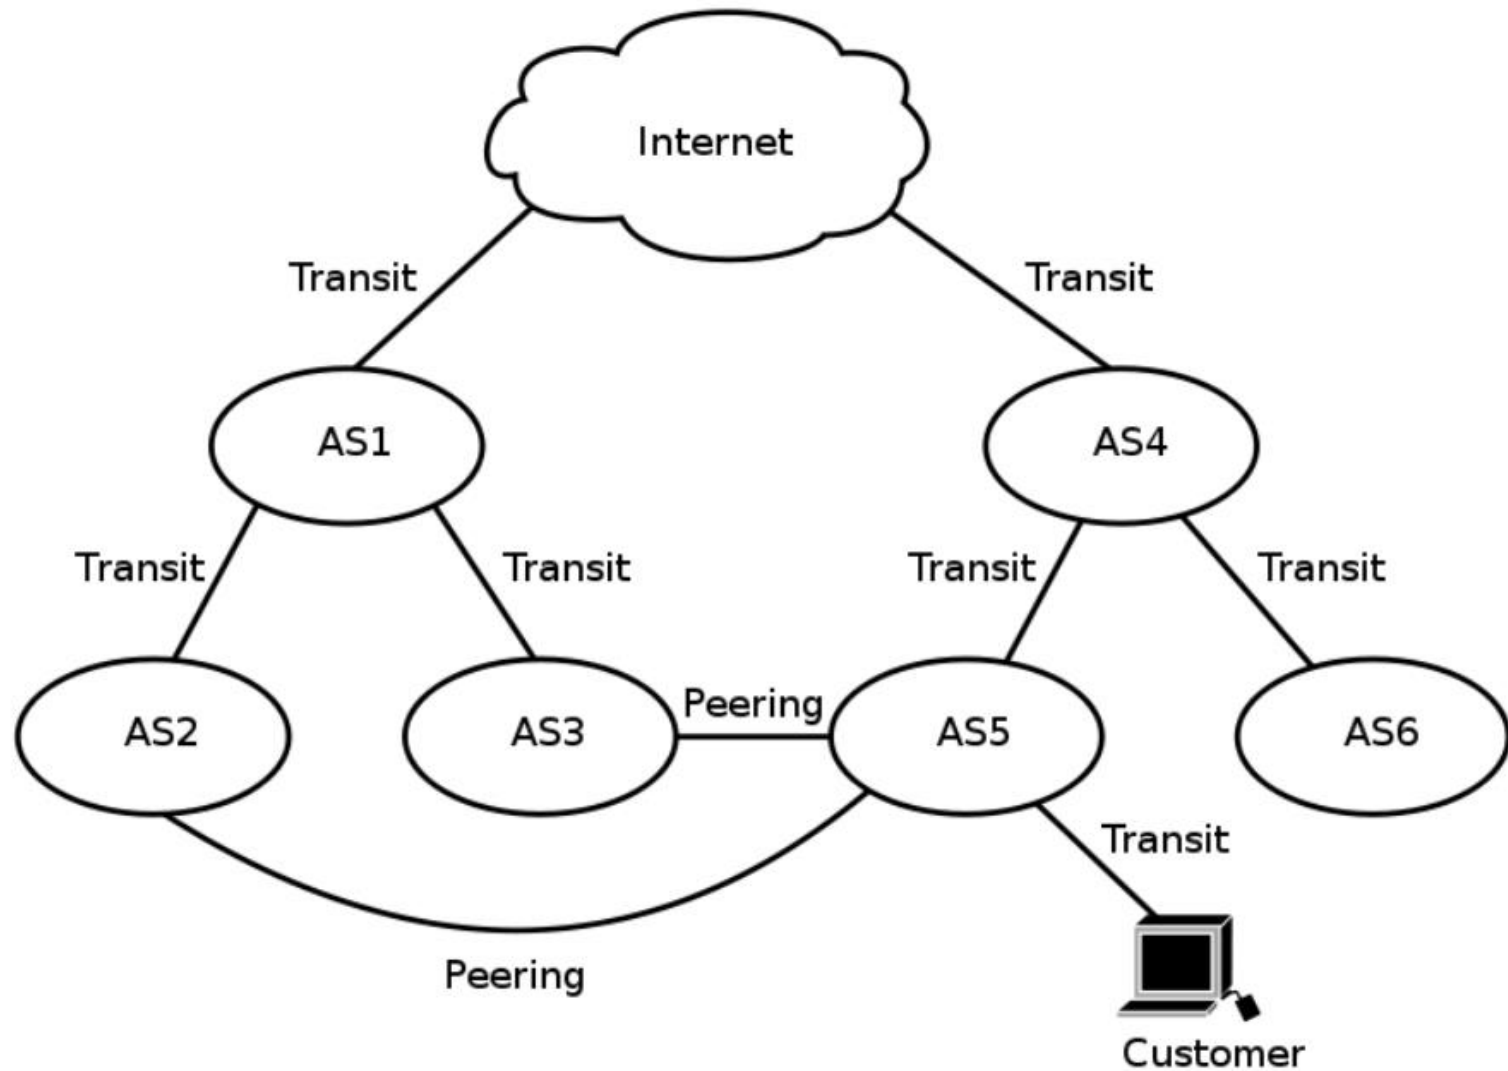 Internet
Transit
Transit
AS1
AS4
Transit
Transit
Transit
Transit
AS2
AS3
Peering
AS5
AS6
Transit
Peering
Customer